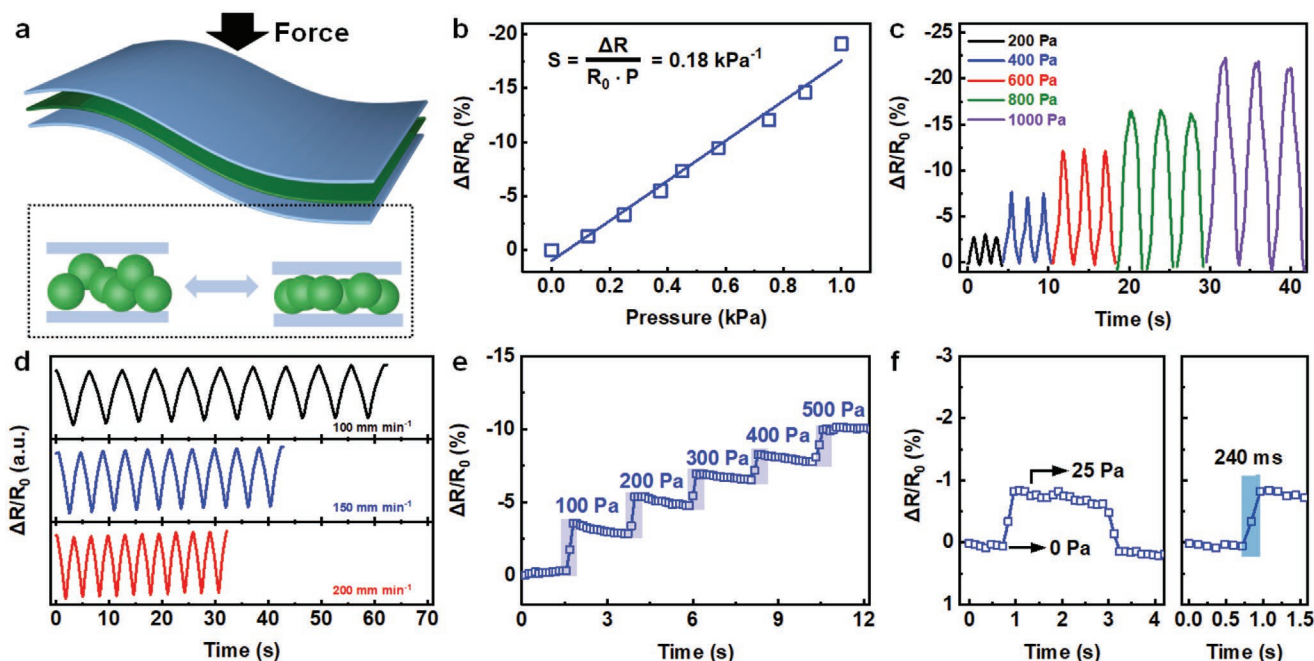 a
Force
b
S = ΔR / R₀ · P = 0.18 kPa⁻¹
ΔR/R₀ (%)
-20
-15
-10
-5
0
0.0 0.2 0.4 0.6 0.8 1.0
Pressure (kPa)
c
200 Pa
400 Pa
600 Pa
800 Pa
1000 Pa
ΔR/R₀ (%)
-25
-20
-15
-10
-5
0
0 10 20 30 40
Time (s)
d
ΔR/R₀ (a.u.)
100 mm min⁻¹
150 mm min⁻¹
200 mm min⁻¹
0 10 20 30 40 50 60 70
Time (s)
e
ΔR/R₀ (%)
-15
-10
-5
0
100 Pa
200 Pa
300 Pa
400 Pa
500 Pa
0 3 6 9 12
Time (s)
f
ΔR/R₀ (%)
-3
-2
-1
0
1
25 Pa
0 Pa
0 1 2 3 4
Time (s)
240 ms
0.0 0.5 1.0 1.5
Time (s)